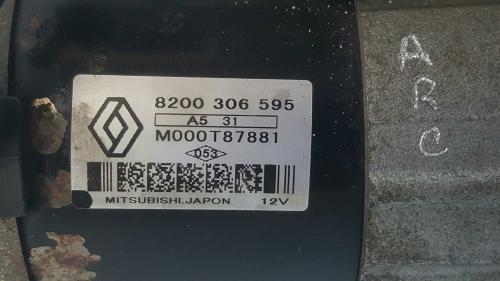 8200 306 595
A5 31
M000T87881
053
MITSUBISHI.JAPON 12V
A
R
C